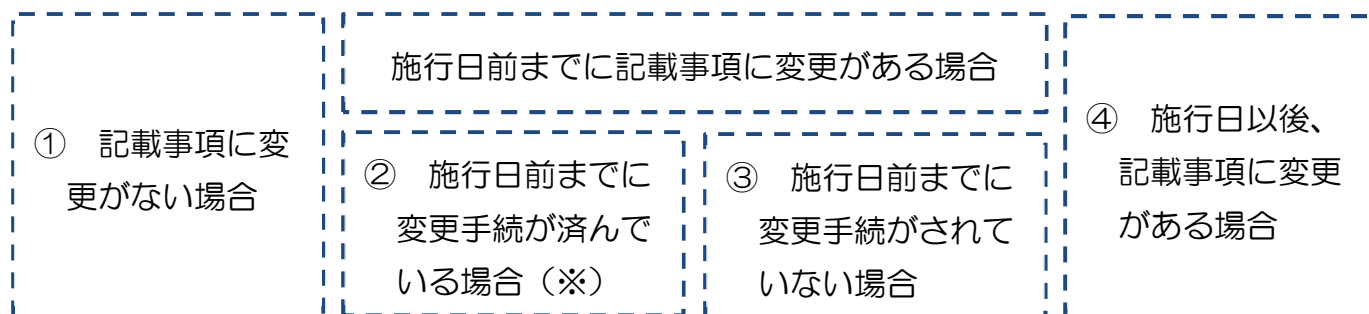 ① 記載事項に変
更がない場合
施行日前までに記載事項に変更がある場合
② 施行日前までに
変更手続が済んで
いる場合（※）
③ 施行日前までに
変更手続がされて
いない場合
④ 施行日以後、
記載事項に変更
がある場合